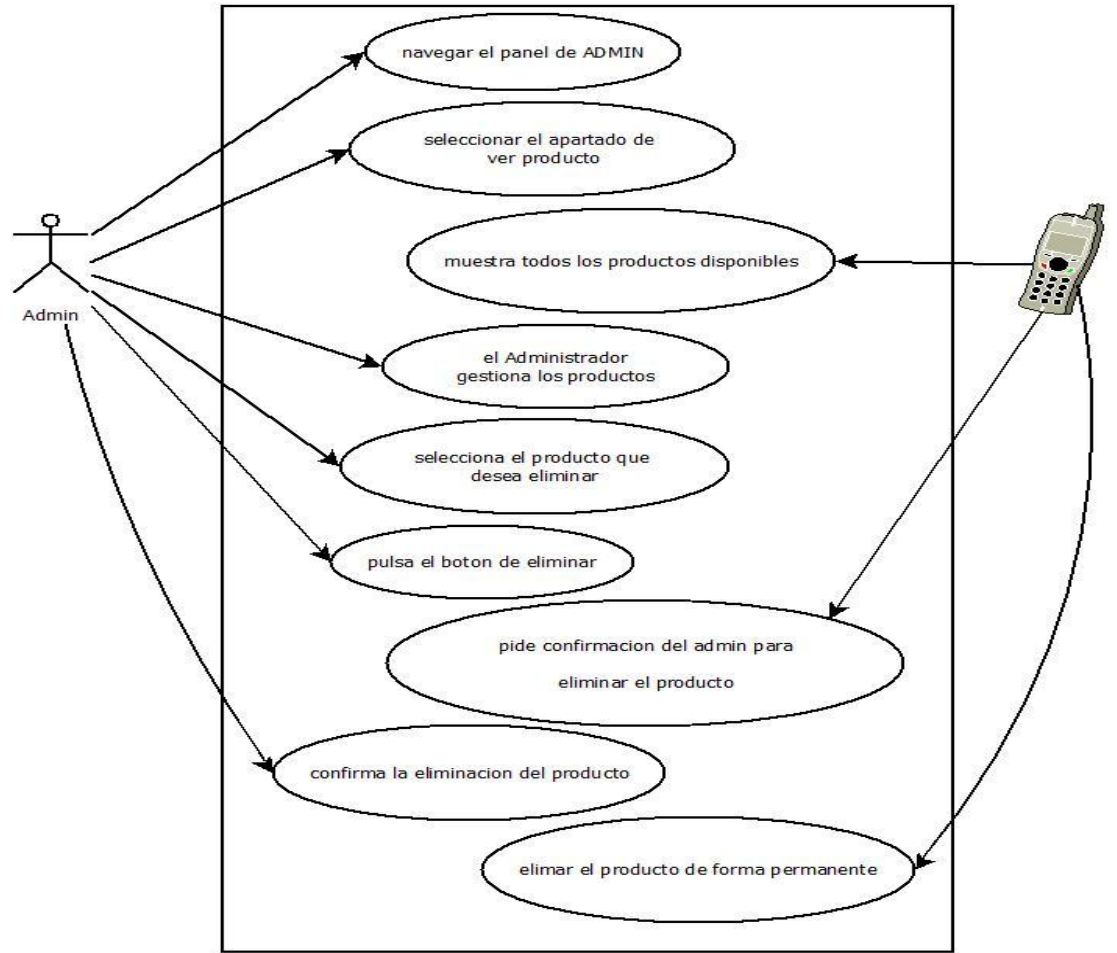 navegar el panel de ADMIN
seleccionar el apartado de
ver producto
muestra todos los productos disponibles
Admin
el Administrador
gestiona los productos
selecciona el producto que
desea eliminar
pulsa el boton de eliminar
pide confirmacion del admin para
eliminar el producto
confirma la eliminacion del producto
elimar el producto de forma permanente